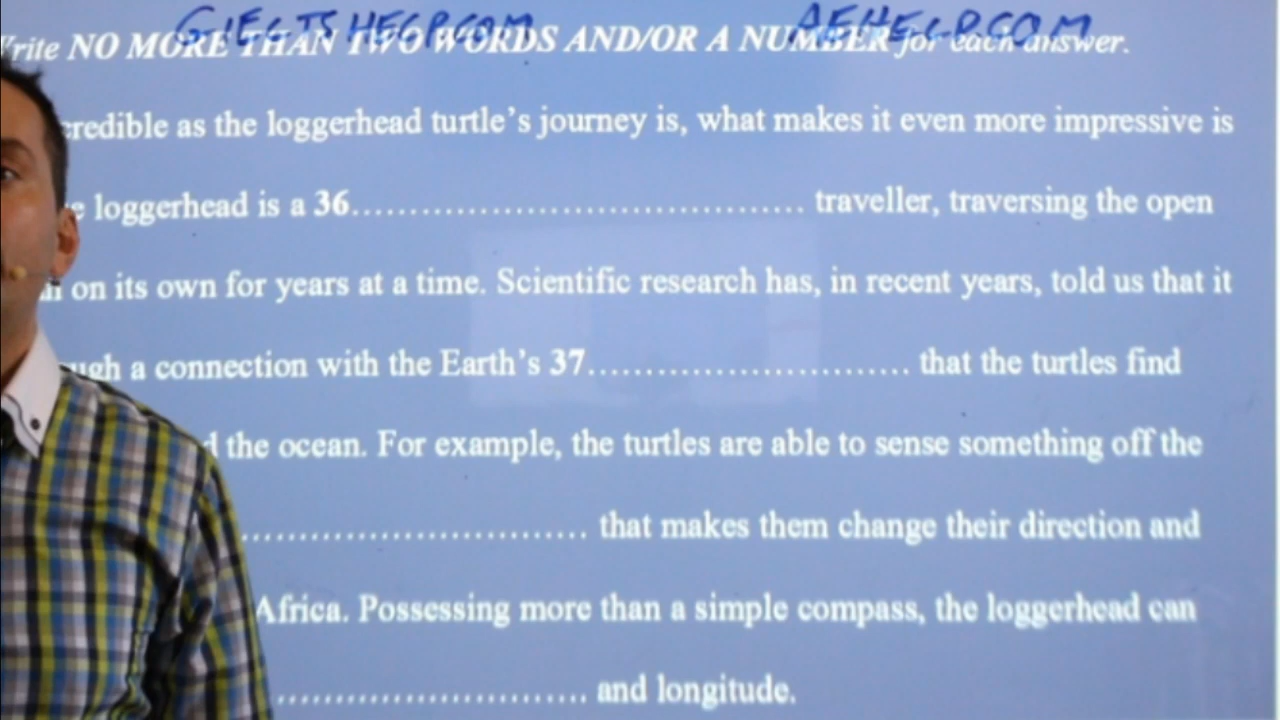 GIELTSHELP.COM AEHELP.COM
Write NO MORE THAN TWO WORDS AND/OR A NUMBER for each answer.
credible as the loggerhead turtle's journey is, what makes it even more impressive is
e loggerhead is a 36........................................ traveller, traversing the open
n on its own for years at a time. Scientific research has, in recent years, told us that it
ugh a connection with the Earth's 37............................ that the turtles find
d the ocean. For example, the turtles are able to sense something off the
.............................. that makes them change their direction and
Africa. Possessing more than a simple compass, the loggerhead can
........................... and longitude.